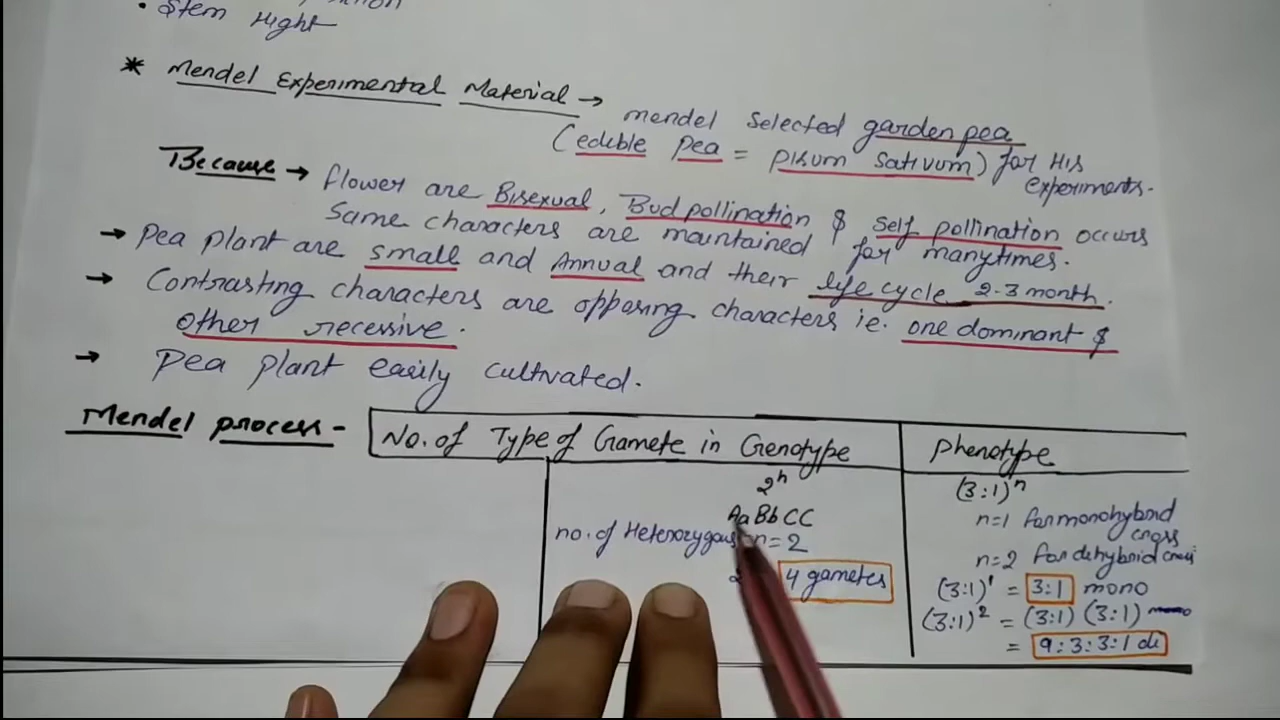 • Stem Hight
* Mendel Experimental Material → mendel selected garden pea
(edible pea = pisum sativum) for His
experiments.
Because → flower are Bisexual, Bud pollination & Self pollination occurs
same characters are maintained for manytimes.
→ Pea plant are small and Annual and their life cycle 2-3 month.
→ Contrasting characters are opposing characters ie. one dominant &
other recessive.
→ Pea plant easily cultivated.
Mendel process-
No. of Type of Gamete in Genotype
2ⁿ
AaBbCC
no. of Heterozygous n=2
2
4 gametes
Phenotype
(3:1)ⁿ
n=1 for monohybrid
cross
n=2 for dehybrid cross
(3:1)¹ = 3:1 mono
(3:1)² = (3:1) (3:1)
= 9:3:3:1 di